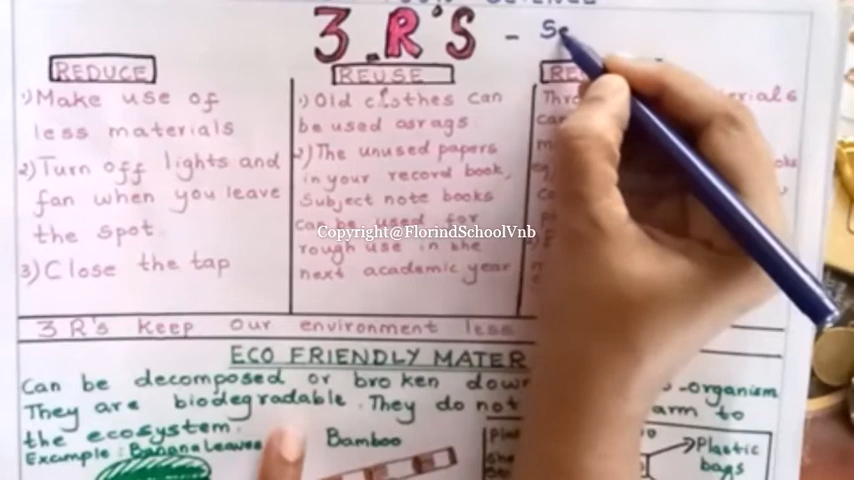 3 R'S - Se
REDUCE
1) Make use of
less materials
2) Turn off lights and
fan when you leave
the spot.
3) Close the tap
REUSE
1) Old clothes can
be used as rags
2) The unused papers
in your record book,
Subject note books
can be used for
rough use in the
next academic year
Copyright@FlorindSchoolVnb
3 R's keep our environment less
ECO FRIENDLY MATER
Can be decomposed or broken down -organism
They are biodegradable. They do not arm to
the ecosystem.
Example: Banana Leaves
Bamboo
Plastic
bags